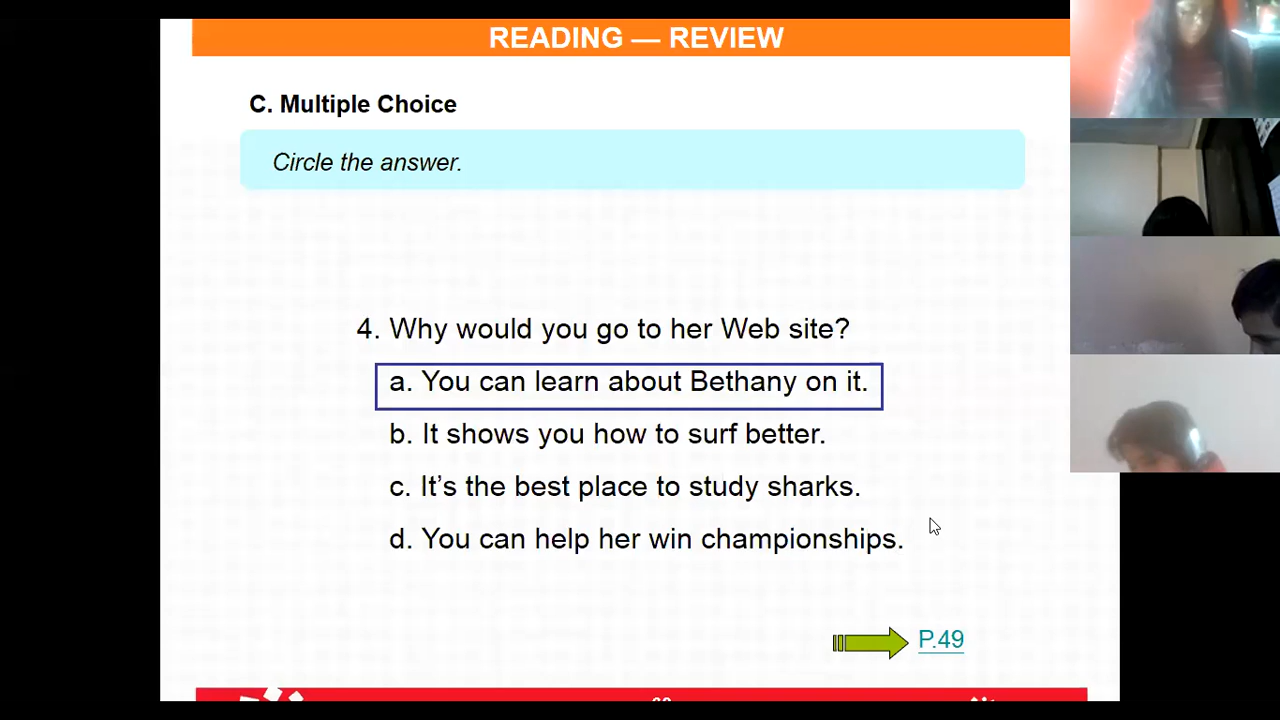 READING — REVIEW
C. Multiple Choice
Circle the answer.
4. Why would you go to her Web site?
a. You can learn about Bethany on it.
b. It shows you how to surf better.
c. It’s the best place to study sharks.
d. You can help her win championships.
P.49